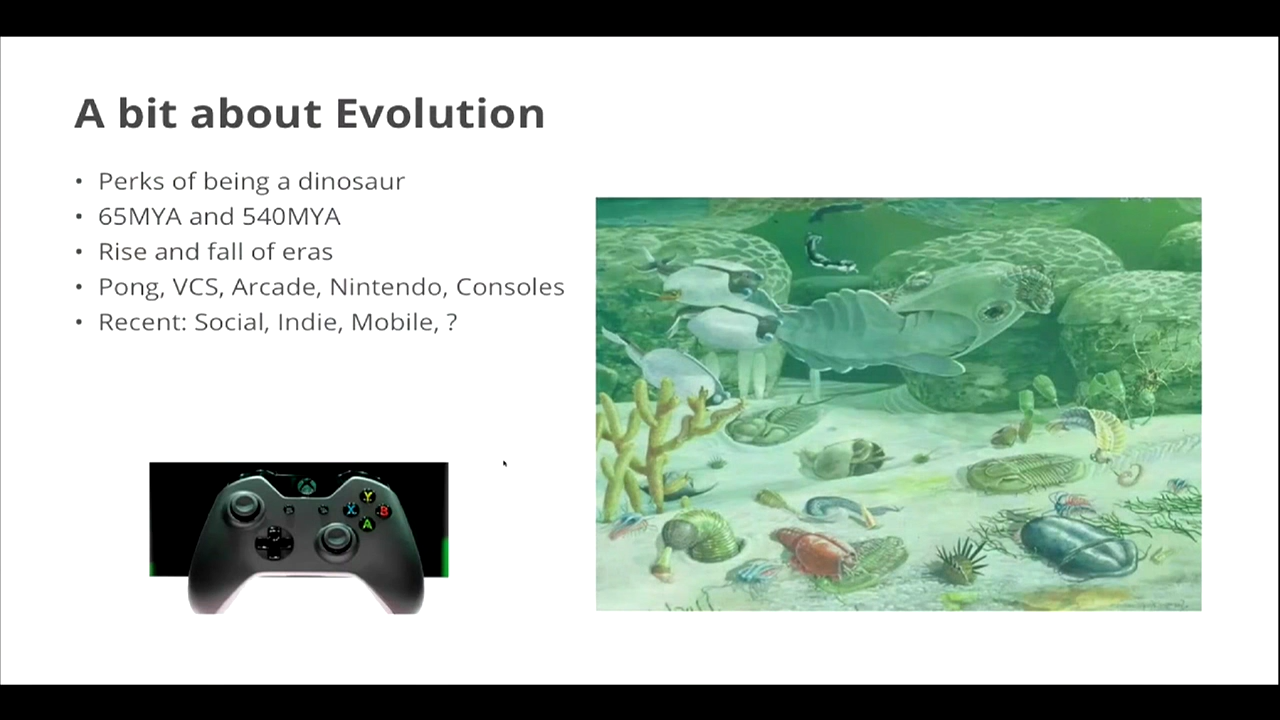 A bit about Evolution
• Perks of being a dinosaur
• 65MYA and 540MYA
• Rise and fall of eras
• Pong, VCS, Arcade, Nintendo, Consoles
• Recent: Social, Indie, Mobile, ?
Y
X B
A